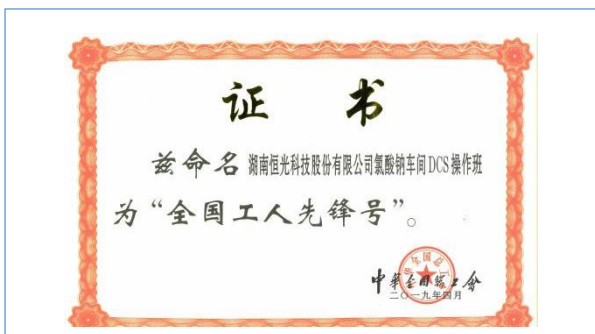 证 书
兹命名 湖南恒光科技股份有限公司氯酸钠车间DCS操作班
为“全国工人先锋号”。
中华全国总工会
二〇一九年四月